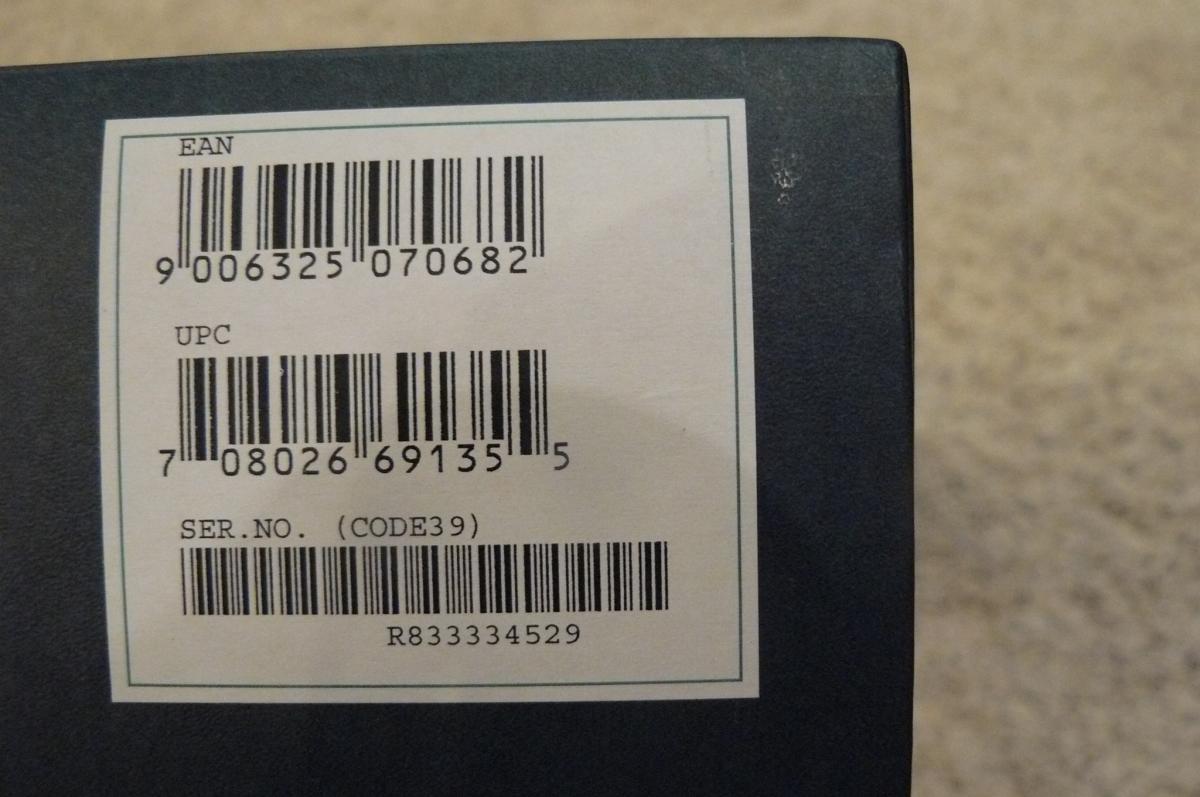 EAN
9 006325 070682
UPC
7 08026 69135 5
SER.NO. (CODE39)
R833334529